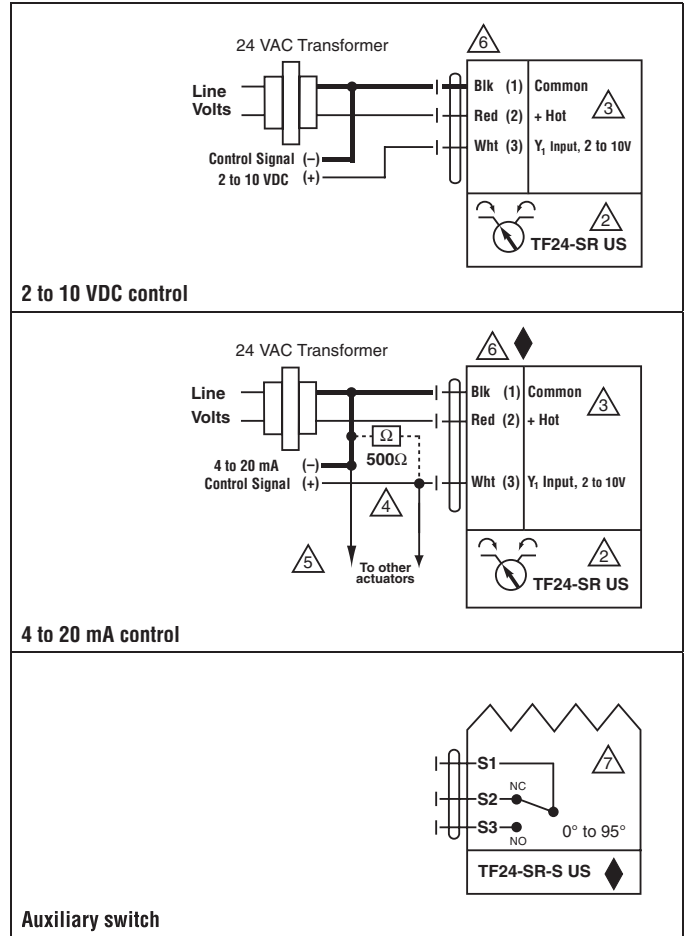 24 VAC Transformer
6
Line
Volts
Blk (1) Common
3
Red (2) + Hot
Wht (3) Y₁ Input, 2 to 10V
Control Signal (–)
2 to 10 VDC (+)
2
TF24-SR US
2 to 10 VDC control
24 VAC Transformer
6
Line
Volts
Blk (1) Common
3
Red (2) + Hot
Ω
500Ω
4 to 20 mA (–)
Control Signal (+)
Wht (3) Y₁ Input, 2 to 10V
4
5
To other
actuators
2
TF24-SR US
4 to 20 mA control
S1
7
NC
S2
S3
0° to 95°
NO
TF24-SR-S US
Auxiliary switch